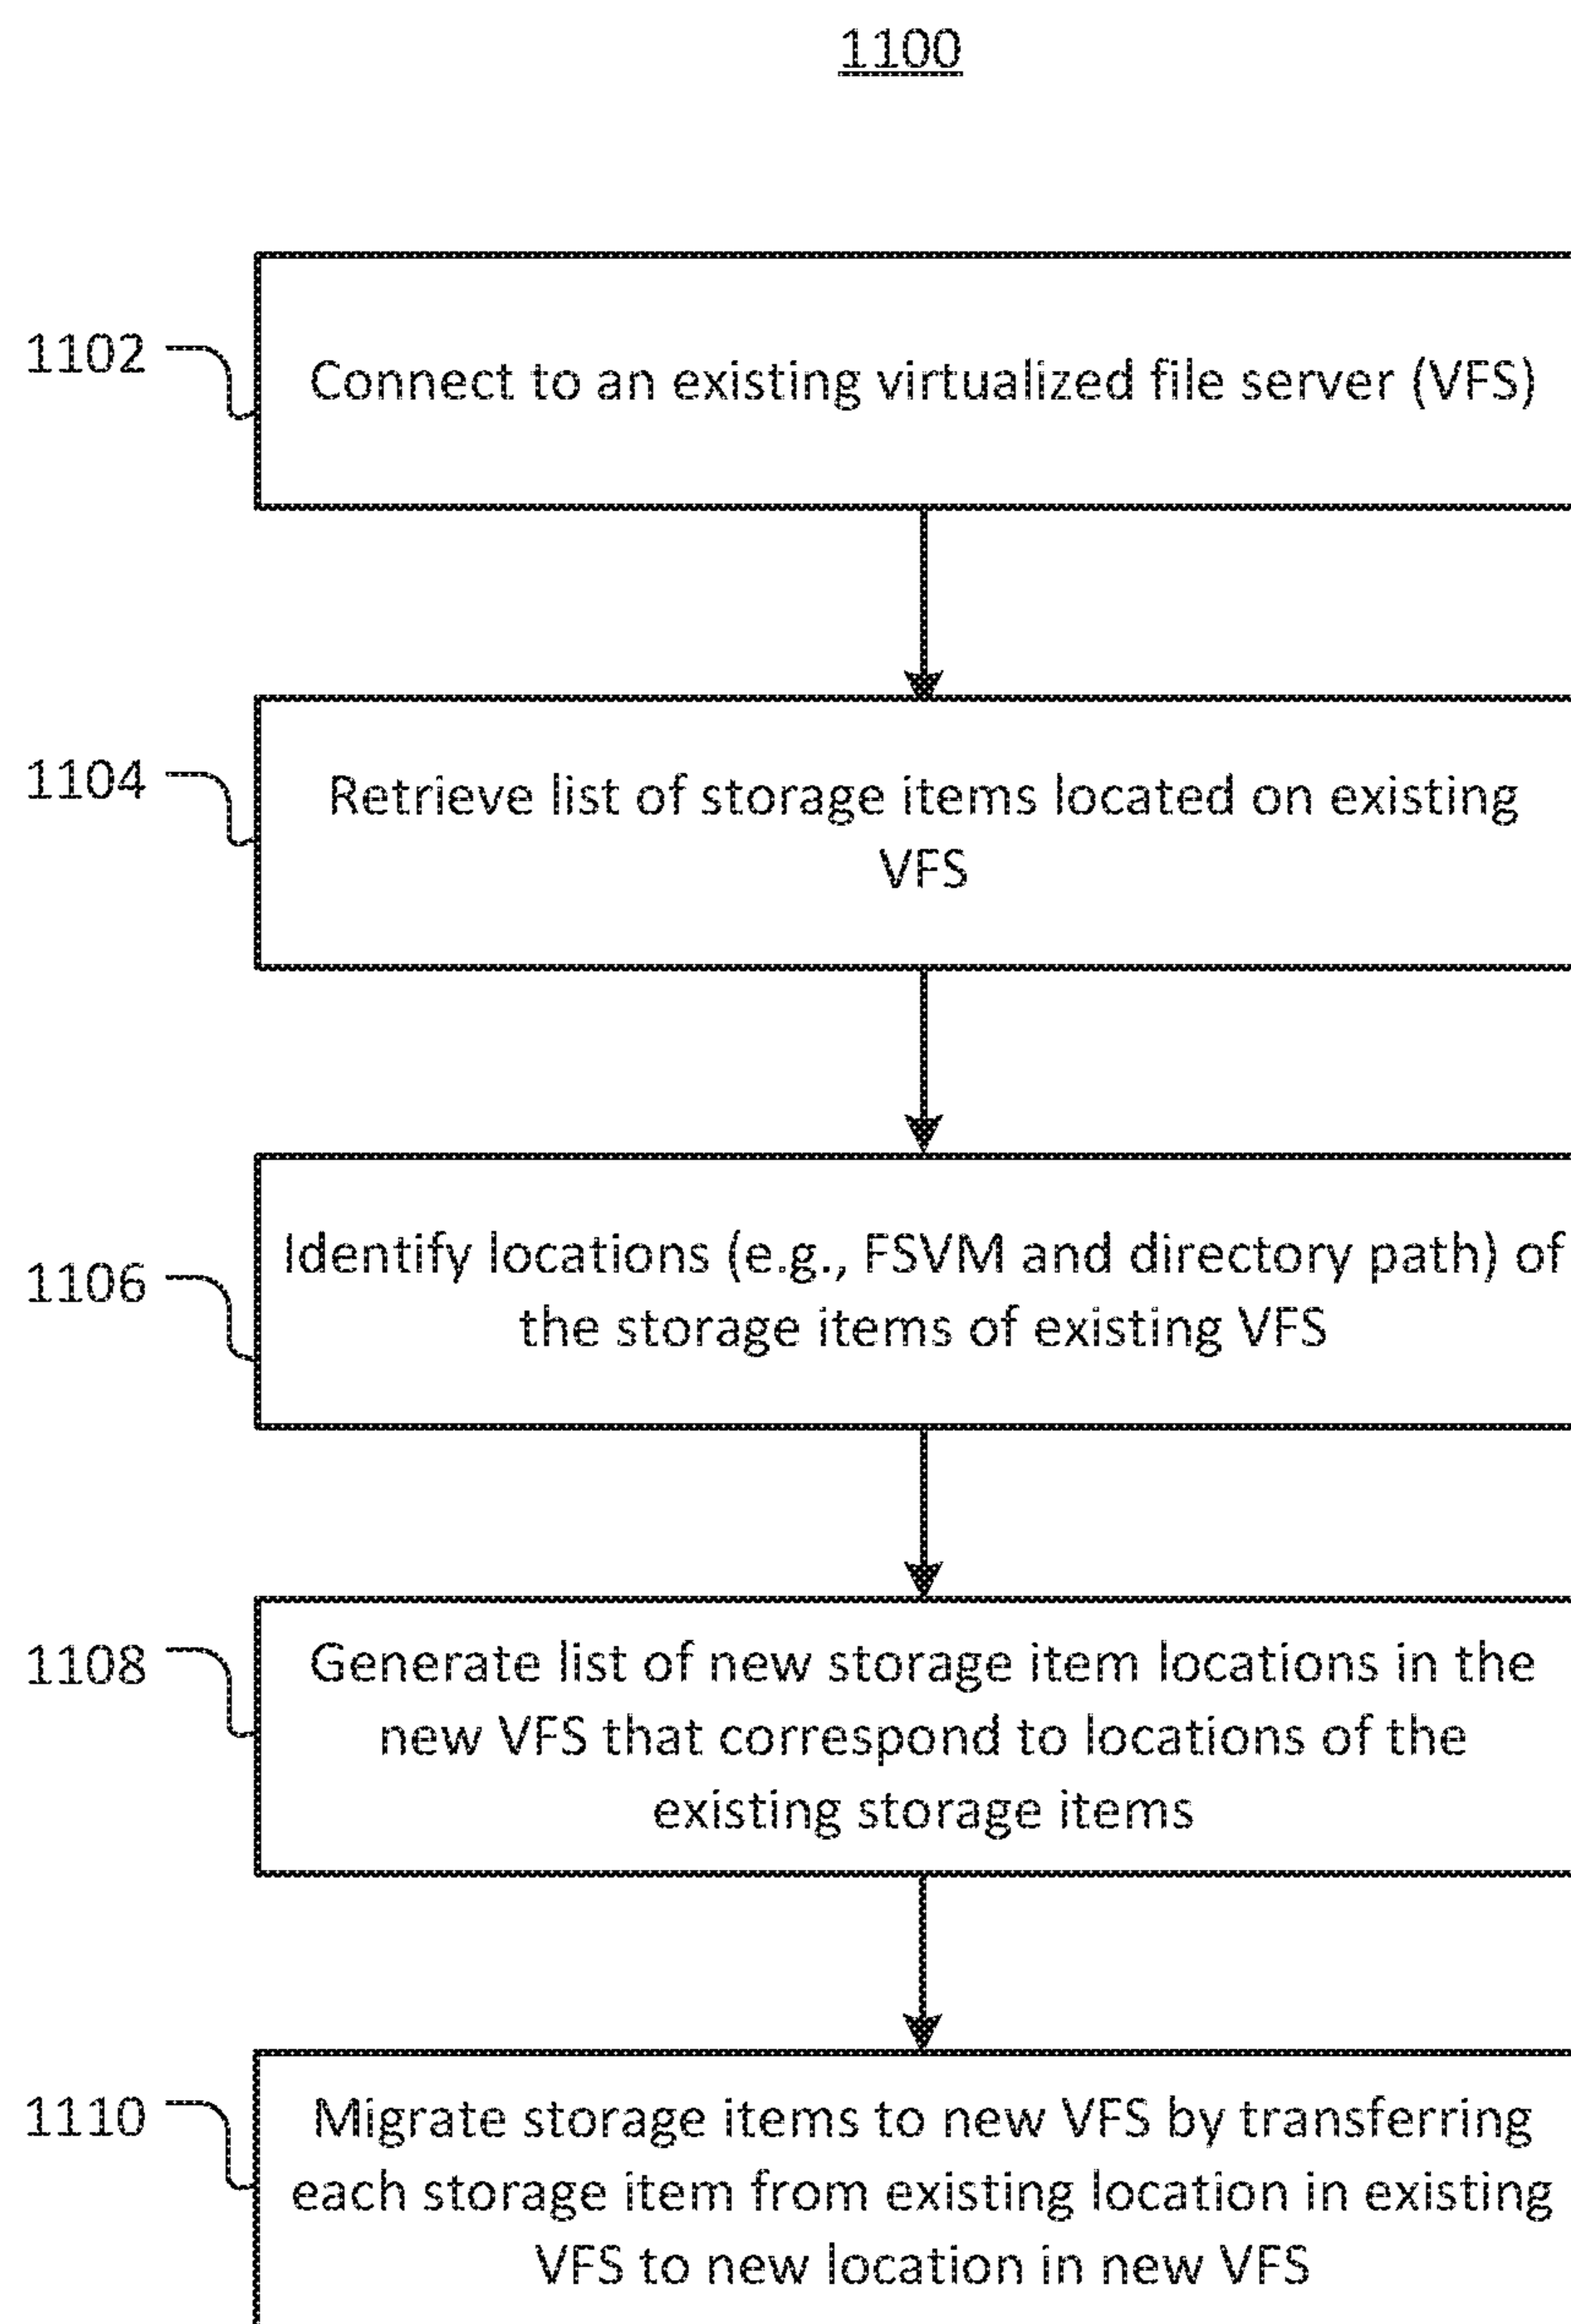 1100
1102
Connect to an existing virtualized file server (VFS)
1104
Retrieve list of storage items located on existing
VFS
1106
Identify locations (e.g., FSVM and directory path) of
the storage items of existing VFS
1108
Generate list of new storage item locations in the
new VFS that correspond to locations of the
existing storage items
1110
Migrate storage items to new VFS by transferring
each storage item from existing location in existing
VFS to new location in new VFS